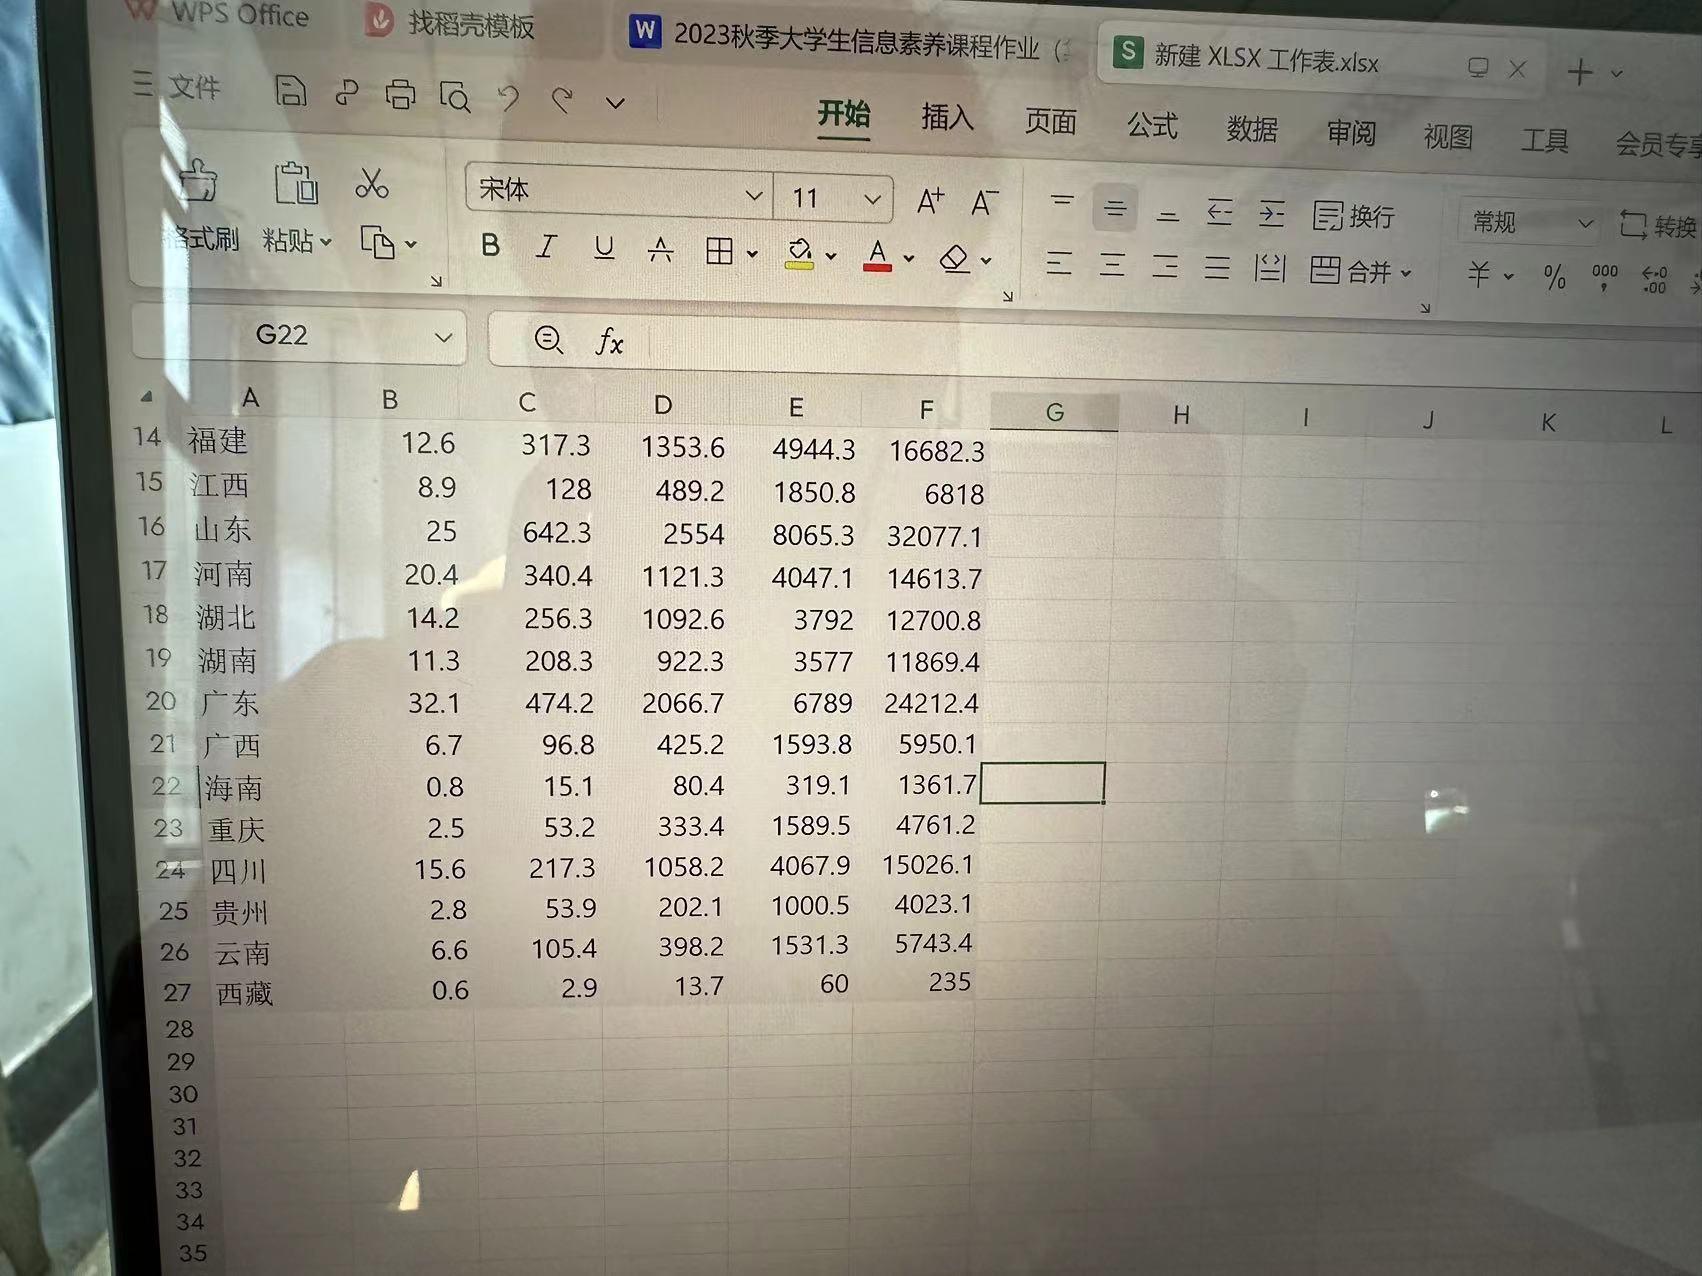 WPS Office 找稻壳模板 W 2023秋季大学生信息素养课程作业（ S 新建 XLSX 工作表.xlsx
文件 开始 插入 页面 公式 数据 审阅 视图 工具 会员专享
宋体 11 A+ A- 换行 常规 转换
格式刷 粘贴 B I U A A 合并 羊 % 000 ←0 .00
G22 fx
A B C D E F G H I J K L
14 福建 12.6 317.3 1353.6 4944.3 16682.3
15 江西 8.9 128 489.2 1850.8 6818
16 山东 25 642.3 2554 8065.3 32077.1
17 河南 20.4 340.4 1121.3 4047.1 14613.7
18 湖北 14.2 256.3 1092.6 3792 12700.8
19 湖南 11.3 208.3 922.3 3577 11869.4
20 广东 32.1 474.2 2066.7 6789 24212.4
21 广西 6.7 96.8 425.2 1593.8 5950.1
22 海南 0.8 15.1 80.4 319.1 1361.7
23 重庆 2.5 53.2 333.4 1589.5 4761.2
24 四川 15.6 217.3 1058.2 4067.9 15026.1
25 贵州 2.8 53.9 202.1 1000.5 4023.1
26 云南 6.6 105.4 398.2 1531.3 5743.4
27 西藏 0.6 2.9 13.7 60 235
28
29
30
31
32
33
34
35